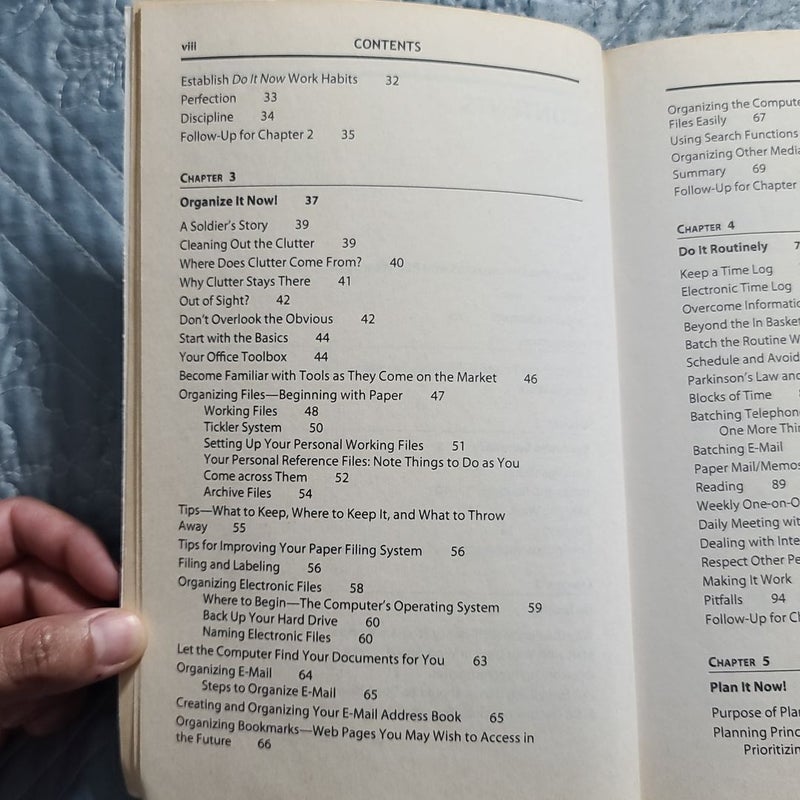 viii CONTENTS
Establish Do It Now Work Habits 32
Perfection 33
Discipline 34
Follow-Up for Chapter 2 35
CHAPTER 3
Organize It Now! 37
A Soldier's Story 39
Cleaning Out the Clutter 39
Where Does Clutter Come From? 40
Why Clutter Stays There 41
Out of Sight? 42
Don't Overlook the Obvious 42
Start with the Basics 44
Your Office Toolbox 44
Become Familiar with Tools as They Come on the Market 46
Organizing Files—Beginning with Paper 47
Working Files 48
Tickler System 50
Setting Up Your Personal Working Files 51
Your Personal Reference Files: Note Things to Do as You
Come across Them 52
Archive Files 54
Tips—What to Keep, Where to Keep It, and What to Throw
Away 55
Tips for Improving Your Paper Filing System 56
Filing and Labeling 56
Organizing Electronic Files 58
Where to Begin—The Computer's Operating System 59
Back Up Your Hard Drive 60
Naming Electronic Files 60
Let the Computer Find Your Documents for You 63
Organizing E-Mail 64
Steps to Organize E-Mail 65
Creating and Organizing Your E-Mail Address Book 65
Organizing Bookmarks—Web Pages You May Wish to Access in
the Future 66
Organizing the Compute
Files Easily 67
Using Search Functions
Organizing Other Media
Summary 69
Follow-Up for Chapter
CHAPTER 4
Do It Routinely 7
Keep a Time Log
Electronic Time Log
Overcome Informatio
Beyond the In Basket
Batch the Routine W
Schedule and Avoid
Parkinson's Law and
Blocks of Time
Batching Telephon
One More Thin
Batching E-Mail
Paper Mail/Memos
Reading 89
Weekly One-on-O
Daily Meeting wit
Dealing with Inte
Respect Other Pe
Making It Work
Pitfalls 94
Follow-Up for Ch
CHAPTER 5
Plan It Now!
Purpose of Plan
Planning Princ
Prioritizin